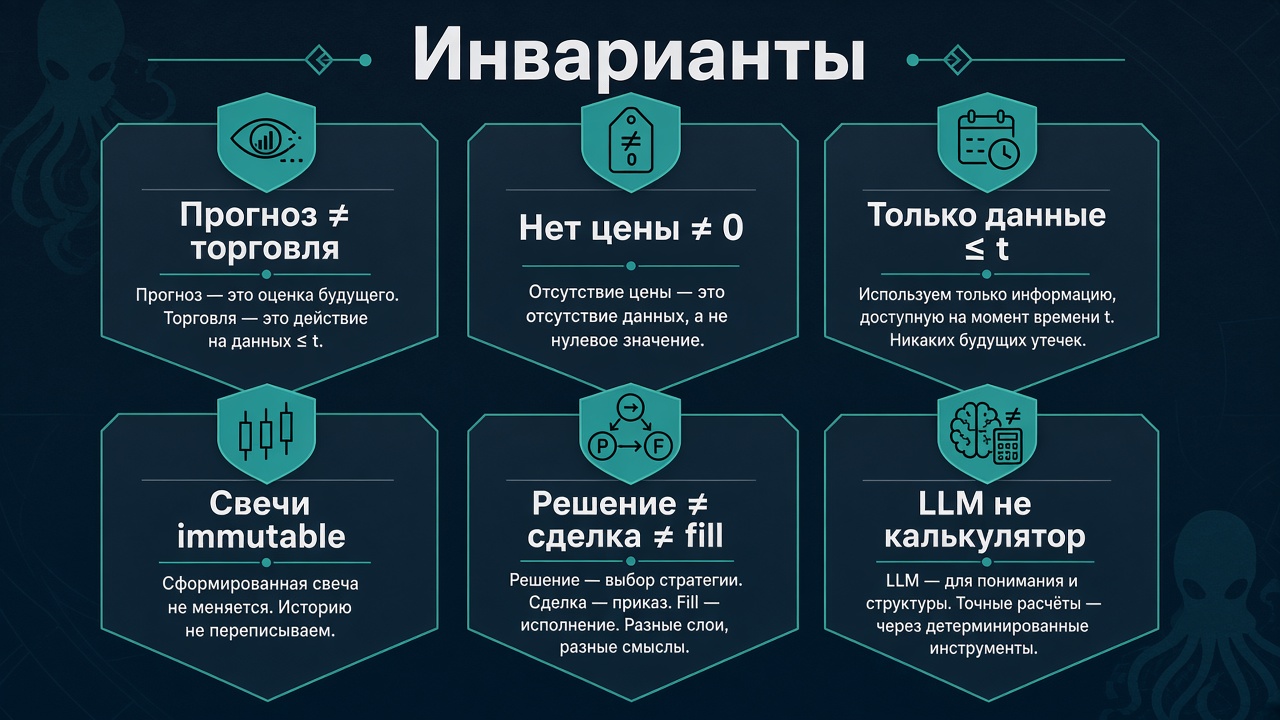 Инварианты
≠
0
Прогноз ≠
торговля
Прогноз — это оценка будущего.
Торговля — это действие
на данных ≤ t.
Нет цены ≠ 0
Отсутствие цены — это
отсутствие данных, а не
нулевое значение.
Только данные
≤ t
Используем только информацию,
доступную на момент времени t.
Никаких будущих утечек.
Свечи
immutable
Сформированная свеча
не меняется. Историю
не переписываем.
P
F
Решение ≠
сделка ≠ fill
Решение — выбор стратегии.
Сделка — приказ. Fill —
исполнение. Разные слои,
разные смыслы.
≠
LLM не
калькулятор
LLM — для понимания и
структуры. Точные расчёты —
через детерминированные
инструменты.